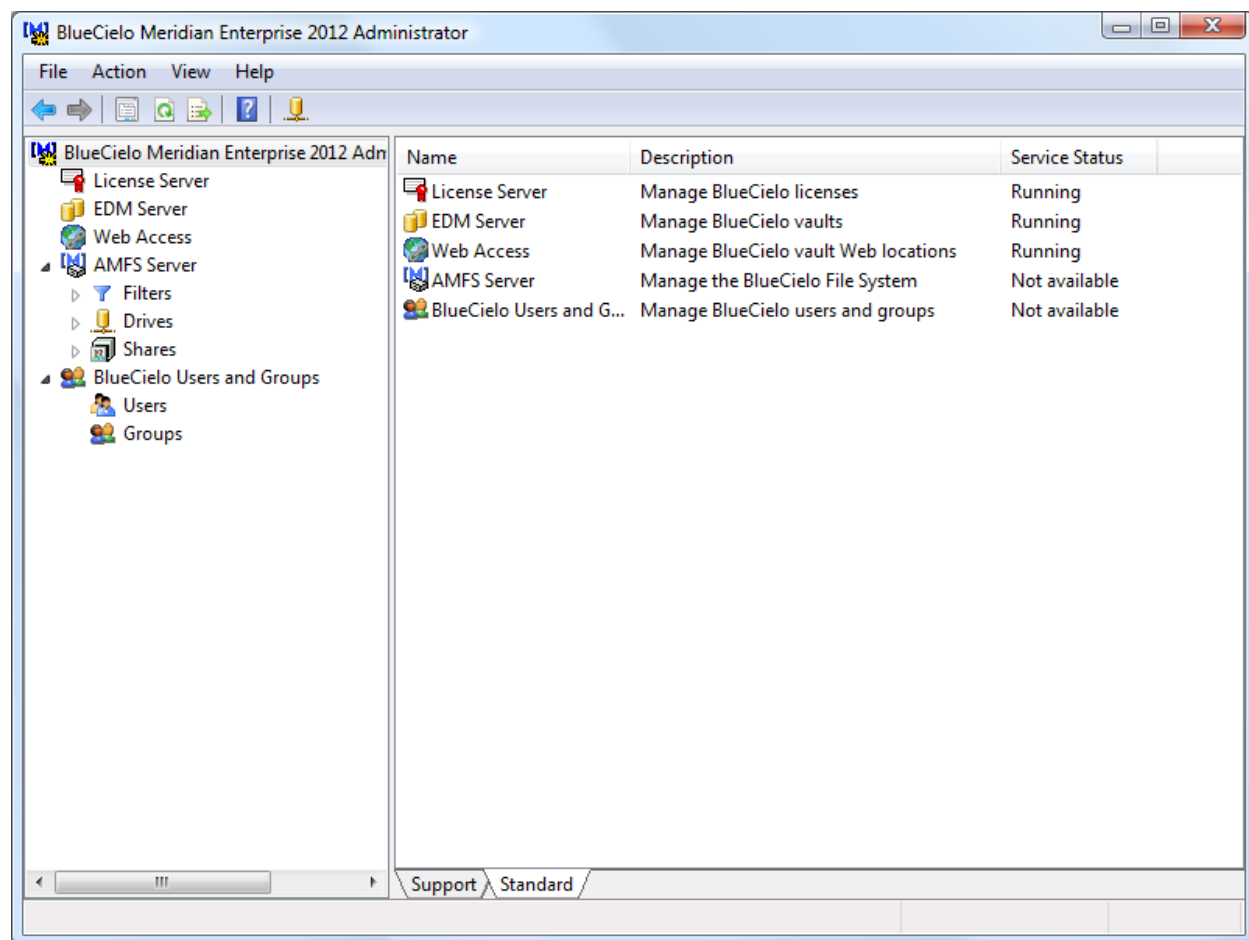 BlueCielo Meridian Enterprise 2012 Administrator
File Action View Help
BlueCielo Meridian Enterprise 2012 Adm
License Server
EDM Server
Web Access
AMFS Server
Filters
Drives
Shares
BlueCielo Users and Groups
Users
Groups
Name Description Service Status
License Server Manage BlueCielo licenses Running
EDM Server Manage BlueCielo vaults Running
Web Access Manage BlueCielo vault Web locations Running
AMFS Server Manage the BlueCielo File System Not available
BlueCielo Users and G... Manage BlueCielo users and groups Not available
Support Standard